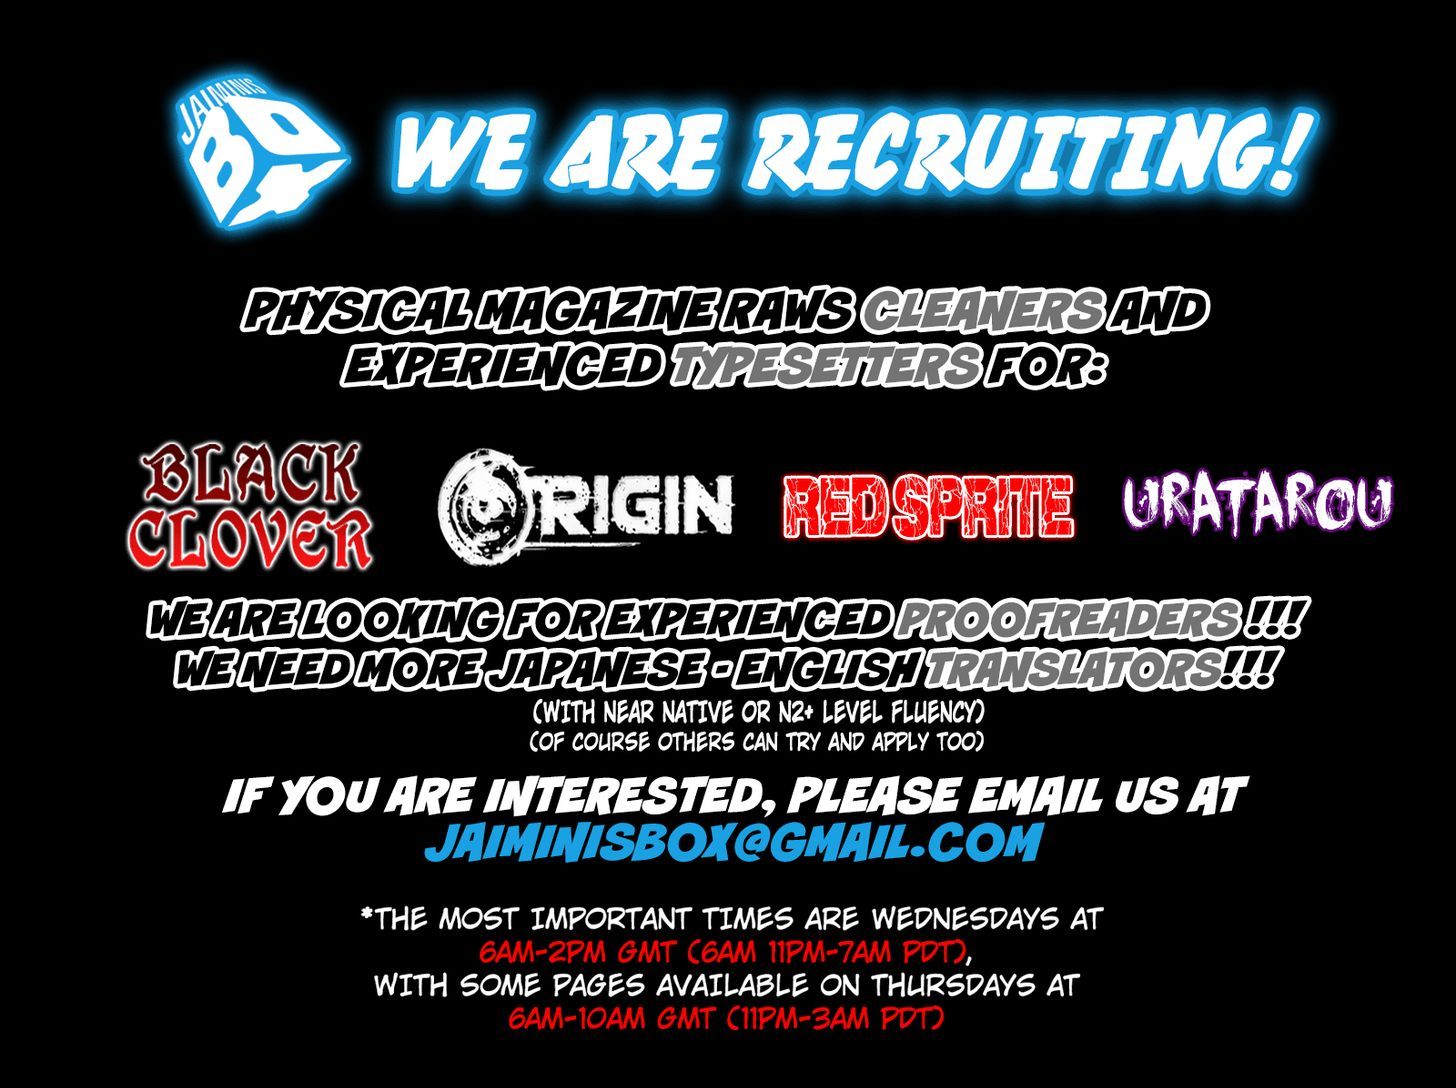 JAIMINIS
BOX
WE ARE RECRUITING!
PHYSICAL MAGAZINE RAWS CLEANERS AND
EXPERIENCED TYPESETTERS FOR:
BLACK
CLOVER
ORIGIN
RED SPRITE
URATAROU
WE ARE LOOKING FOR EXPERIENCED PROOFREADERS !!!
WE NEED MORE JAPANESE - ENGLISH TRANSLATORS!!!
(WITH NEAR NATIVE OR N2+ LEVEL FLUENCY)
(OF COURSE OTHERS CAN TRY AND APPLY TOO)
IF YOU ARE INTERESTED, PLEASE EMAIL US AT
JAIMINISBOX@GMAIL.COM
*THE MOST IMPORTANT TIMES ARE WEDNESDAYS AT
6AM-2PM GMT (6AM 11PM-7AM PDT),
WITH SOME PAGES AVAILABLE ON THURSDAYS AT
6AM-10AM GMT (11PM-3AM PDT)